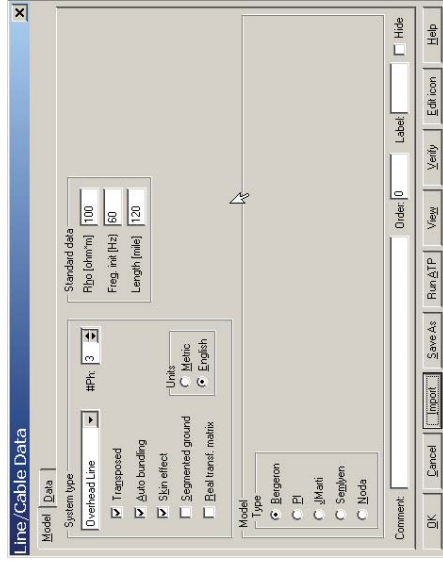 Line/Cable Data
Model Data
System type
Overhead Line #Ph: 3
Transposed
Auto bundling
Skin effect
Segmented ground
Real transf. matrix
Units
Metric
English
Standard data
Rho [ohm*m] 100
Freq. init [Hz] 60
Length [mile] 120
Model
Type
Bergeron
PI
JMarti
Semlyen
Noda
Comment: Order: 0 Label: Hide
OK Cancel Import Save As Run ATP View Verify Edit icon Help